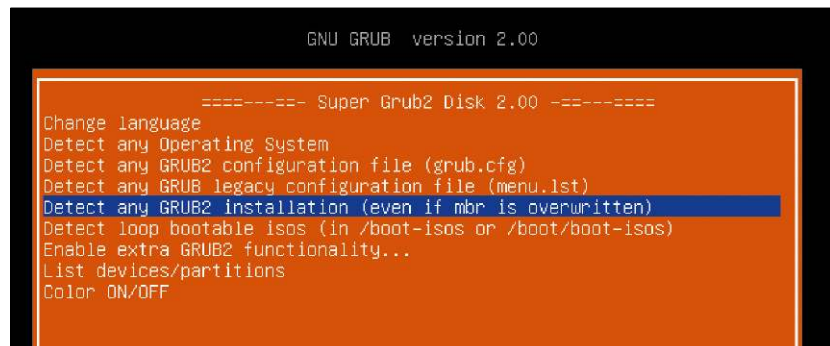 GNU GRUB version 2.00
====---==- Super Grub2 Disk 2.00 -==---====
Change language
Detect any Operating System
Detect any GRUB2 configuration file (grub.cfg)
Detect any GRUB legacy configuration file (menu.lst)
Detect any GRUB2 installation (even if mbr is overwritten)
Detect loop bootable isos (in /boot-isos or /boot/boot-isos)
Enable extra GRUB2 functionality...
List devices/partitions
Color ON/OFF